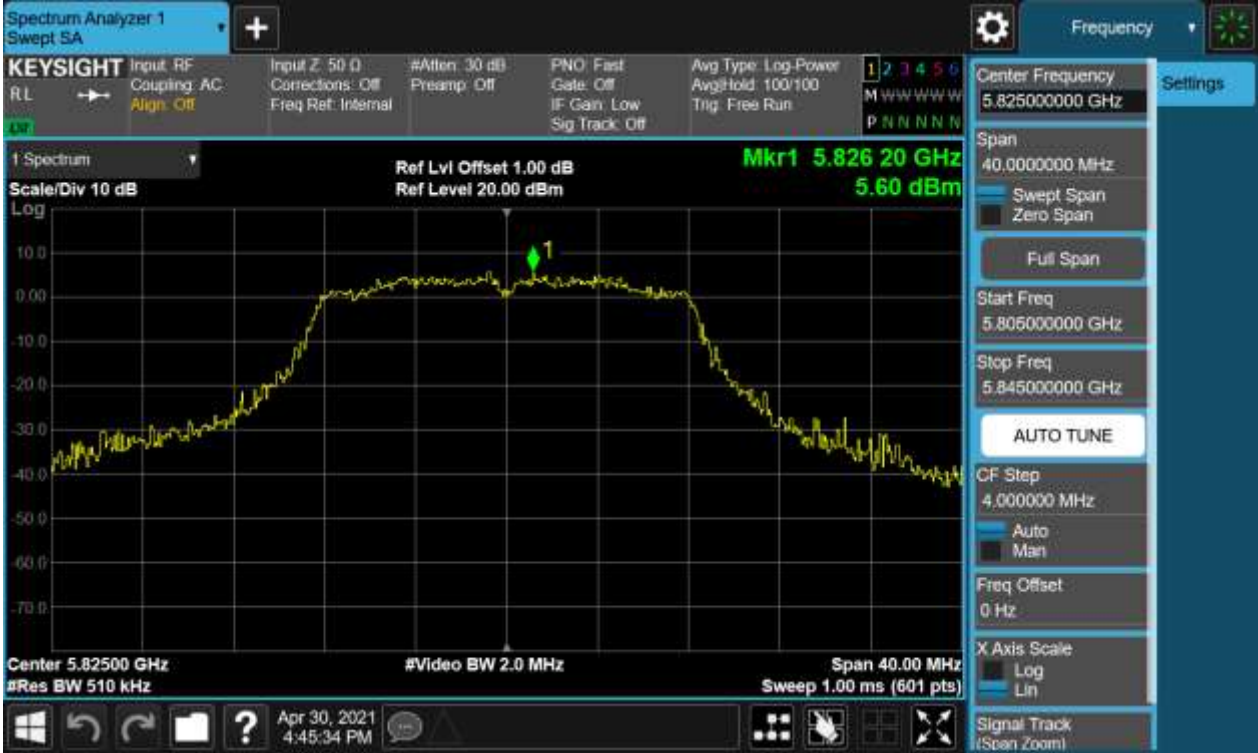 Spectrum Analyzer 1
Swept SA
Frequency
KEYSIGHT
RL
Input: RF
Coupling: AC
Align: Off
Input Z: 50 Ω
Corrections: Off
Freq Ref: Internal
#Atten: 30 dB
Preamp: Off
PNO: Fast
Gate: Off
IF Gain: Low
Sig Track: Off
Avg Type: Log-Power
Avg|Hold: 100/100
Trig: Free Run
1 2 3 4 5 6
M W W W W W
P N N N N N
1 Spectrum
Scale/Div 10 dB
Log
Ref Lvl Offset 1.00 dB
Ref Level 20.00 dBm
Mkr1 5.826 20 GHz
5.60 dBm
1
10.0
0.00
-10.0
-20.0
-30.0
-40.0
-50.0
-60.0
-70.0
Center 5.82500 GHz
#Res BW 510 kHz
#Video BW 2.0 MHz
Span 40.00 MHz
Sweep 1.00 ms (601 pts)
Center Frequency
5.825000000 GHz
Settings
Span
40.0000000 MHz
Swept Span
Zero Span
Full Span
Start Freq
5.805000000 GHz
Stop Freq
5.845000000 GHz
AUTO TUNE
CF Step
4.000000 MHz
Auto
Man
Freq Offset
0 Hz
X Axis Scale
Log
Lin
Signal Track
(Span Zoom)
?
Apr 30, 2021
4:45:34 PM